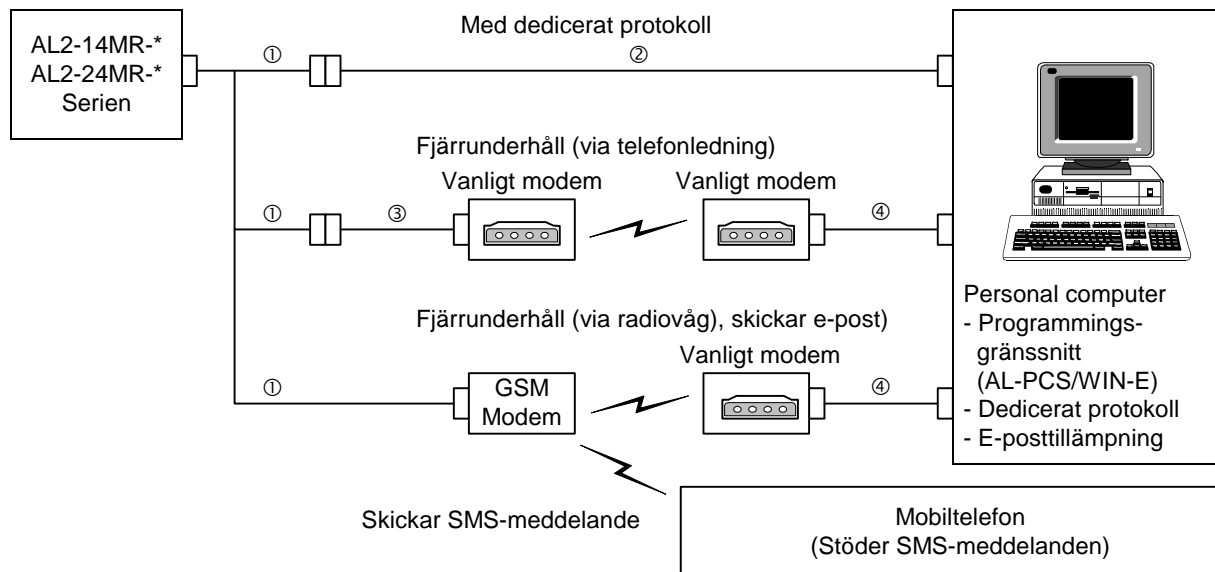 AL2-14MR-*
AL2-24MR-*
Serien
①
Med dedicerat protokoll
②
Fjärrunderhåll (via telefonledning)
Vanligt modem
Vanligt modem
①
③
④
Fjärrunderhåll (via radiovåg), skickar e-post)
Vanligt modem
①
GSM
Modem
④
Personal computer
- Programmings-
gränssnitt
(AL-PCS/WIN-E)
- Dedicerat protokoll
- E-posttillämpning
Skickar SMS-meddelande
Mobiltelefon
(Stöder SMS-meddelanden)